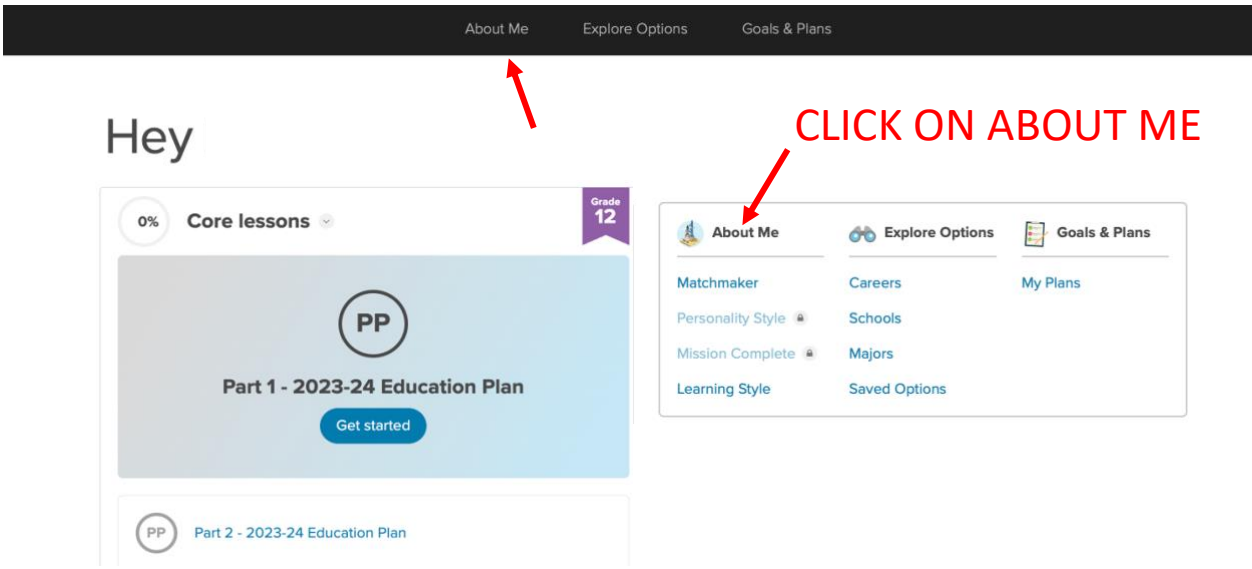 About Me Explore Options Goals & Plans
CLICK ON ABOUT ME
Hey
0% Core lessons
Grade
12
PP
Part 1 - 2023-24 Education Plan
Get started
PP Part 2 - 2023-24 Education Plan
About Me Explore Options Goals & Plans
Matchmaker Careers My Plans
Personality Style Schools
Mission Complete Majors
Learning Style Saved Options